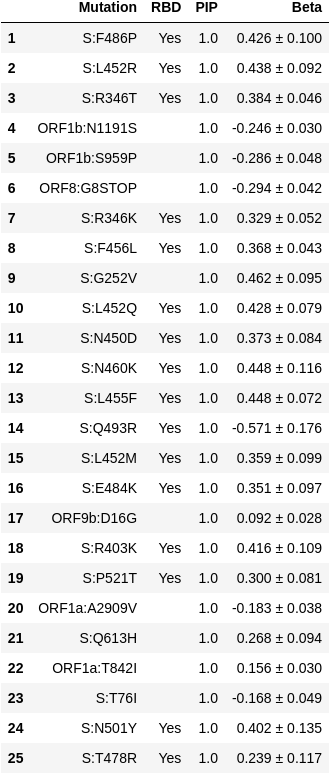 Mutation RBD PIP Beta
1 S:F486P Yes 1.0 0.426 ± 0.100
2 S:L452R Yes 1.0 0.438 ± 0.092
3 S:R346T Yes 1.0 0.384 ± 0.046
4 ORF1b:N1191S 1.0 -0.246 ± 0.030
5 ORF1b:S959P 1.0 -0.286 ± 0.048
6 ORF8:G8STOP 1.0 -0.294 ± 0.042
7 S:R346K Yes 1.0 0.329 ± 0.052
8 S:F456L Yes 1.0 0.368 ± 0.043
9 S:G252V 1.0 0.462 ± 0.095
10 S:L452Q Yes 1.0 0.428 ± 0.079
11 S:N450D Yes 1.0 0.373 ± 0.084
12 S:N460K Yes 1.0 0.448 ± 0.116
13 S:L455F Yes 1.0 0.448 ± 0.072
14 S:Q493R Yes 1.0 -0.571 ± 0.176
15 S:L452M Yes 1.0 0.359 ± 0.099
16 S:E484K Yes 1.0 0.351 ± 0.097
17 ORF9b:D16G 1.0 0.092 ± 0.028
18 S:R403K Yes 1.0 0.416 ± 0.109
19 S:P521T Yes 1.0 0.300 ± 0.081
20 ORF1a:A2909V 1.0 -0.183 ± 0.038
21 S:Q613H 1.0 0.268 ± 0.094
22 ORF1a:T842I 1.0 0.156 ± 0.030
23 S:T76I 1.0 -0.168 ± 0.049
24 S:N501Y Yes 1.0 0.402 ± 0.135
25 S:T478R Yes 1.0 0.239 ± 0.117